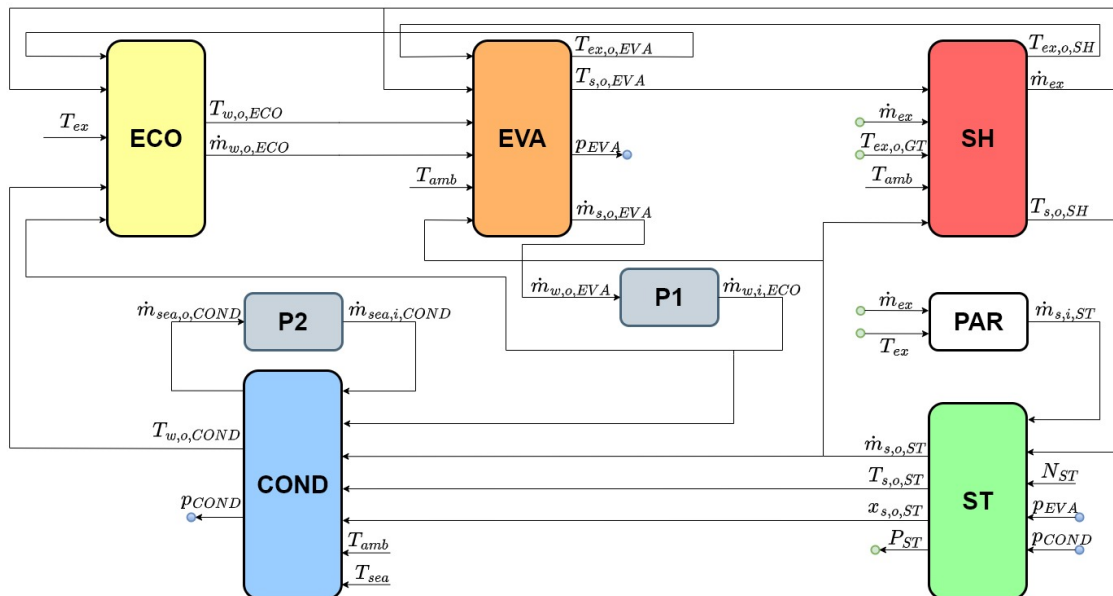 T_{ex,o,EVA}
T_{ex,o,SH}
T_{s,o,EVA}
ṁ_{ex}
T_{w,o,ECO}
ṁ_{ex}
T_{ex}
ECO
EVA
SH
ṁ_{w,o,ECO}
p_{EVA}
T_{ex,o,GT}
T_{amb}
T_{amb}
ṁ_{s,o,EVA}
T_{s,o,SH}
ṁ_{w,o,EVA}
P1
ṁ_{w,i,ECO}
ṁ_{sea,o,COND}
P2
ṁ_{sea,i,COND}
ṁ_{ex}
PAR
ṁ_{s,i,ST}
T_{ex}
T_{w,o,COND}
ṁ_{s,o,ST}
T_{s,o,ST}
N_{ST}
COND
p_{COND}
x_{s,o,ST}
ST
p_{EVA}
T_{amb}
P_{ST}
p_{COND}
T_{sea}